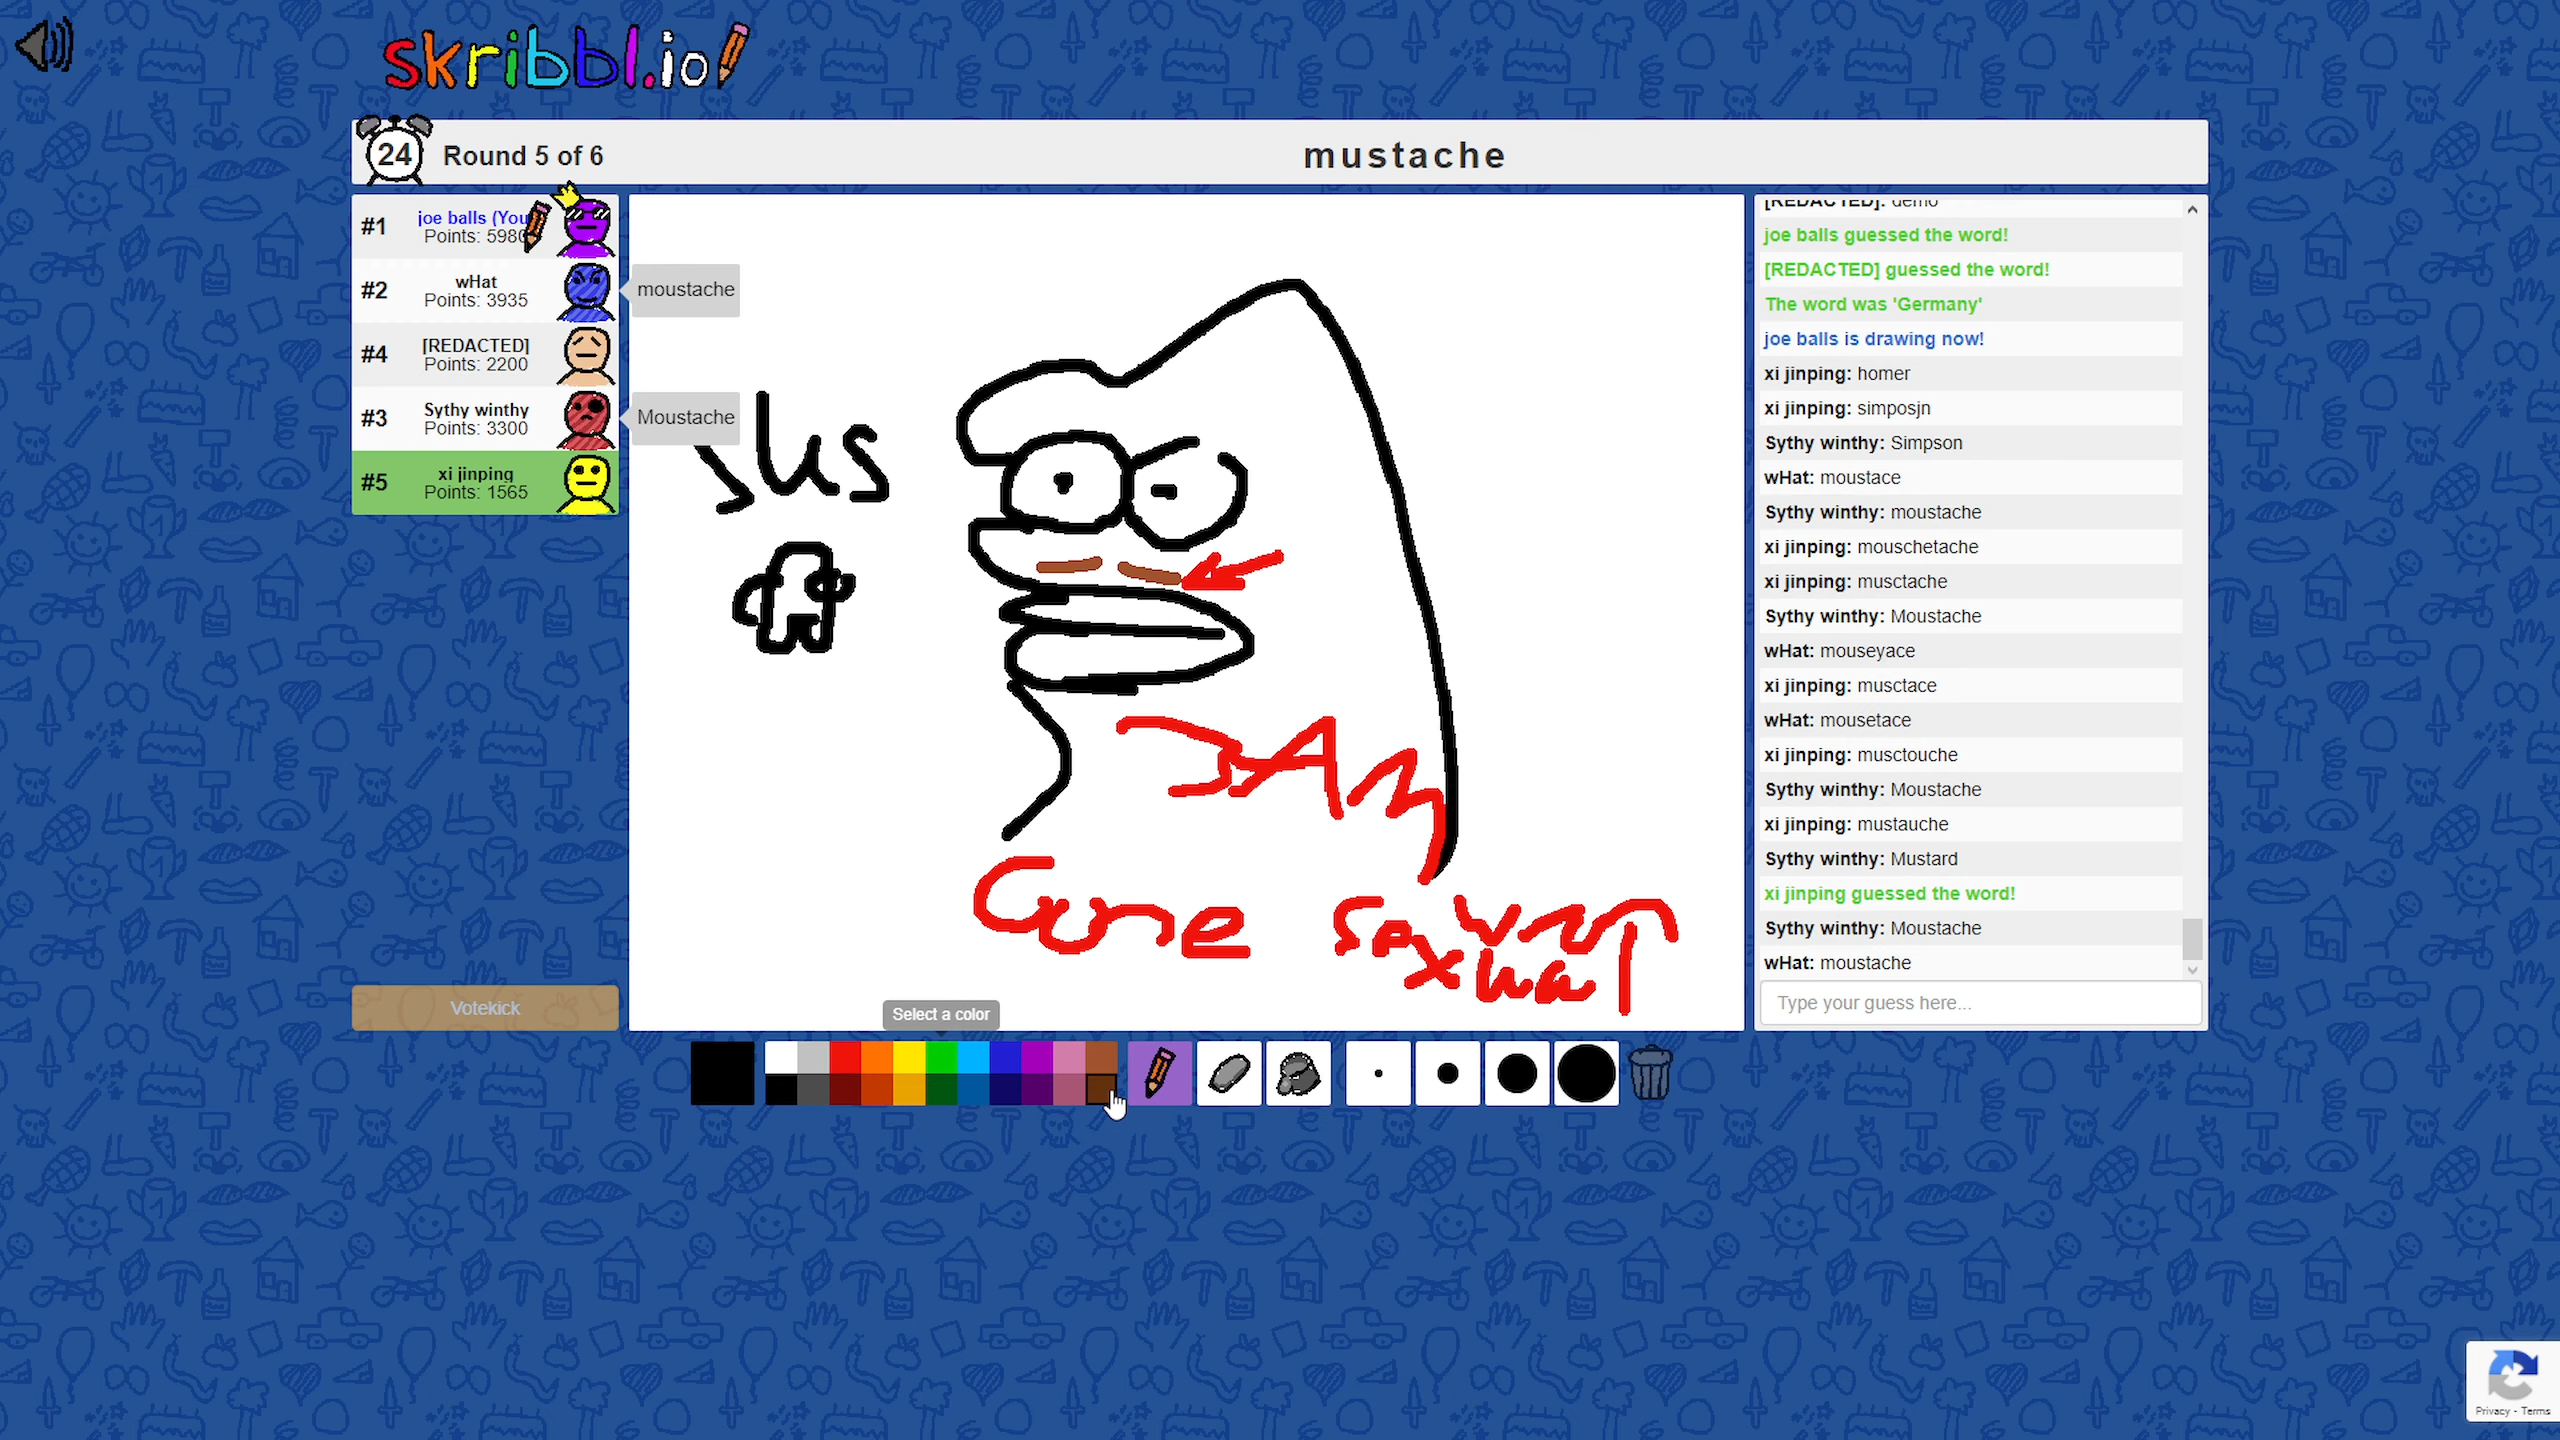 skribbl.io
24
Round 5 of 6
mustache
#1
joe balls (You
Points: 5980
#2
wHat
Points: 3935
moustache
#4
[REDACTED]
Points: 2200
#3
Sythy winthy
Points: 3300
Moustache
#5
xi jinping
Points: 1565
Votekick
sus
Select a color
[REDACTED]: demo
joe balls guessed the word!
[REDACTED] guessed the word!
The word was 'Germany'
joe balls is drawing now!
xi jinping: homer
xi jinping: simposjn
Sythy winthy: Simpson
wHat: moustace
Sythy winthy: moustache
xi jinping: mouschetache
xi jinping: musctache
Sythy winthy: Moustache
wHat: mouseyace
xi jinping: musctace
wHat: mousetace
xi jinping: musctouche
Sythy winthy: Moustache
xi jinping: mustauche
Sythy winthy: Mustard
xi jinping guessed the word!
Sythy winthy: Moustache
wHat: moustache
Type your guess here...
Privacy - Terms